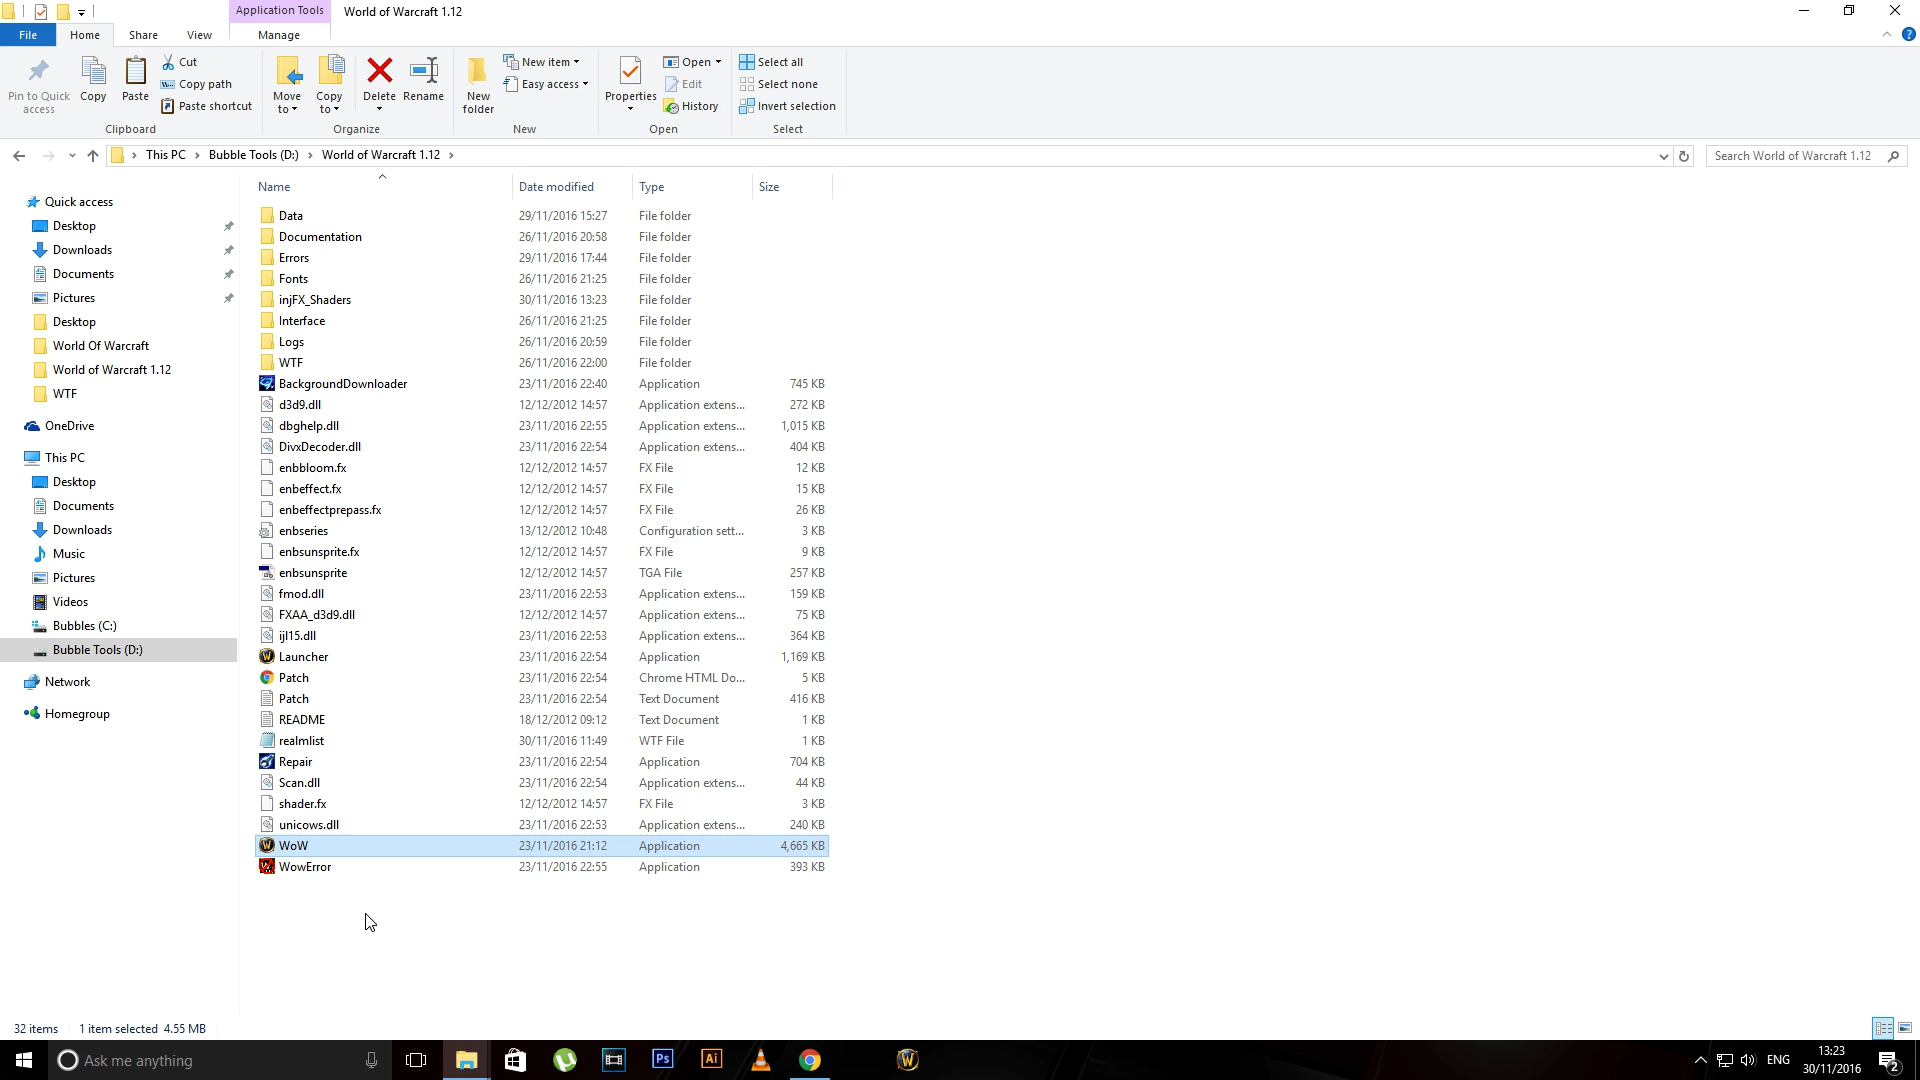 Application Tools World of Warcraft 1.12
File Home Share View Manage
Pin to Quick access
Copy
Paste
Cut
Copy path
Paste shortcut
Clipboard
Move to
Copy to
Delete
Rename
Organize
New folder
New item
Easy access
New
Properties
Open
Edit
History
Open
Select all
Select none
Invert selection
Select
This PC Bubble Tools (D:) World of Warcraft 1.12
Search World of Warcraft 1.12
Quick access
Desktop
Downloads
Documents
Pictures
Desktop
World Of Warcraft
World of Warcraft 1.12
WTF
OneDrive
This PC
Desktop
Documents
Downloads
Music
Pictures
Videos
Bubbles (C:)
Bubble Tools (D:)
Network
Homegroup
Name Date modified Type Size
Data 29/11/2016 15:27 File folder
Documentation 26/11/2016 20:58 File folder
Errors 29/11/2016 17:44 File folder
Fonts 26/11/2016 21:25 File folder
injFX_Shaders 30/11/2016 13:23 File folder
Interface 26/11/2016 21:25 File folder
Logs 26/11/2016 20:59 File folder
WTF 26/11/2016 22:00 File folder
BackgroundDownloader 23/11/2016 22:40 Application 745 KB
d3d9.dll 12/12/2012 14:57 Application extens... 272 KB
dbghelp.dll 23/11/2016 22:55 Application extens... 1,015 KB
DivxDecoder.dll 23/11/2016 22:54 Application extens... 404 KB
enbbloom.fx 12/12/2012 14:57 FX File 12 KB
enbeffect.fx 12/12/2012 14:57 FX File 15 KB
enbeffectprepass.fx 12/12/2012 14:57 FX File 26 KB
enbseries 13/12/2012 10:48 Configuration sett... 3 KB
enbsunsprite.fx 12/12/2012 14:57 FX File 9 KB
enbsunsprite 12/12/2012 14:57 TGA File 257 KB
fmod.dll 23/11/2016 22:53 Application extens... 159 KB
FXAA_d3d9.dll 12/12/2012 14:57 Application extens... 75 KB
ijl15.dll 23/11/2016 22:53 Application extens... 364 KB
Launcher 23/11/2016 22:54 Application 1,169 KB
Patch 23/11/2016 22:54 Chrome HTML Do... 5 KB
Patch 23/11/2016 22:54 Text Document 416 KB
README 18/12/2012 09:12 Text Document 1 KB
realmlist 30/11/2016 11:49 WTF File 1 KB
Repair 23/11/2016 22:54 Application 704 KB
Scan.dll 23/11/2016 22:54 Application extens... 44 KB
shader.fx 12/12/2012 14:57 FX File 3 KB
unicows.dll 23/11/2016 22:53 Application extens... 240 KB
WoW 23/11/2016 21:12 Application 4,665 KB
WowError 23/11/2016 22:55 Application 393 KB
32 items 1 item selected 4.55 MB
Ask me anything
Ps
Ai
W
ENG
13:23
30/11/2016
2